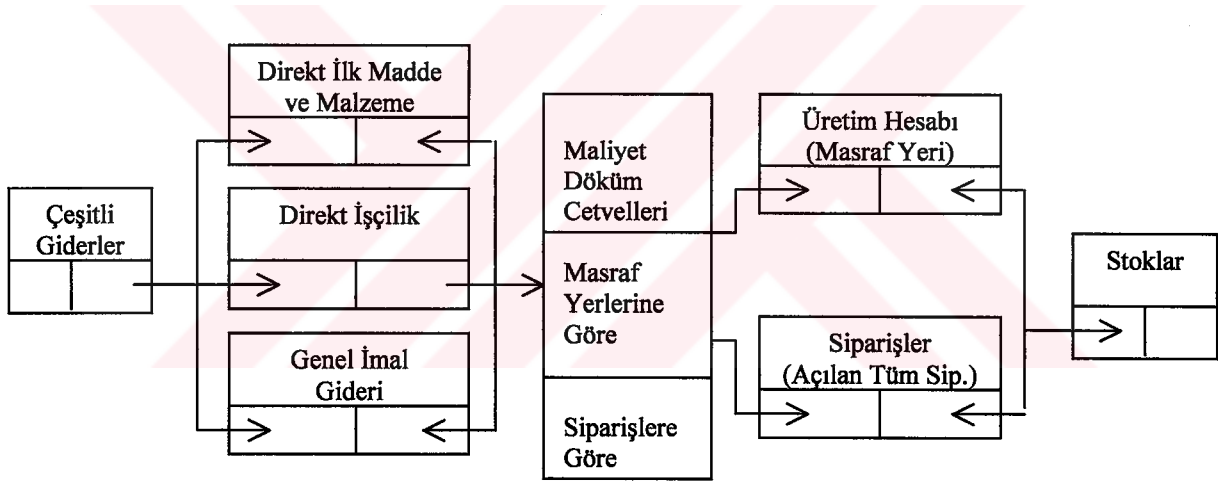 Çeşitli
Giderler
Direkt İlk Madde
ve Malzeme
Direkt İşçilik
Genel İmal
Gideri
Maliyet
Döküm
Cetvelleri
Masraf
Yerlerine
Göre
Siparişlere
Göre
Üretim Hesabı
(Masraf Yeri)
Siparişler
(Açılan Tüm Sip.)
Stoklar